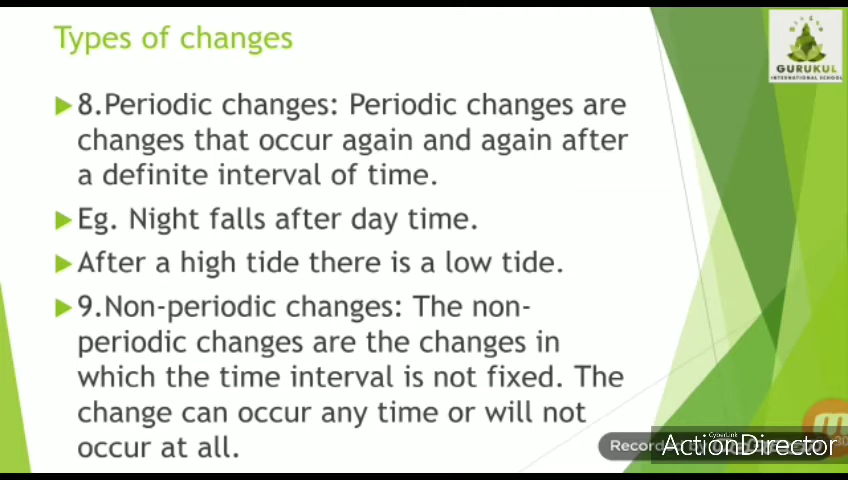 Types of changes
GURUKUL
INTERNATIONAL SCHOOL
8.Periodic changes: Periodic changes are
changes that occur again and again after
a definite interval of time.
Eg. Night falls after day time.
After a high tide there is a low tide.
9.Non-periodic changes: The non-
periodic changes are the changes in
which the time interval is not fixed. The
change can occur any time or will not
occur at all.
Recorded by
CyberLink
ActionDirector